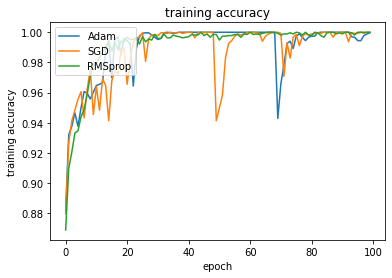 training accuracy
Adam
SGD
RMSprop
training accuracy
1.00
0.98
0.96
0.94
0.92
0.90
0.88
0 20 40 60 80 100
epoch